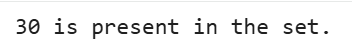 30 is present in the set.